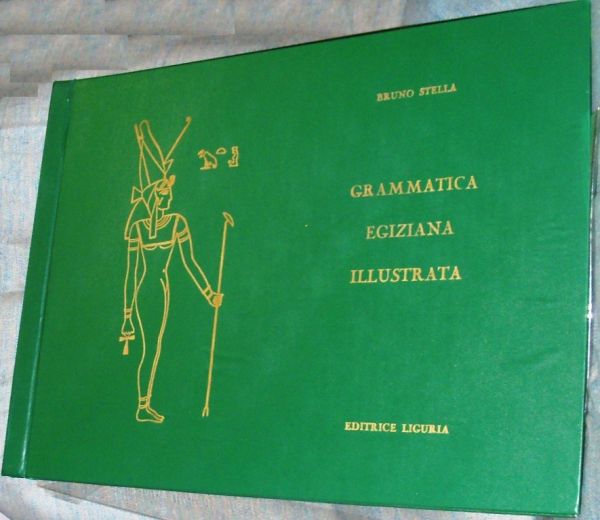 BRUNO STELLA
GRAMMATICA
EGIZIANA
ILLUSTRATA
EDITRICE LIGURIA